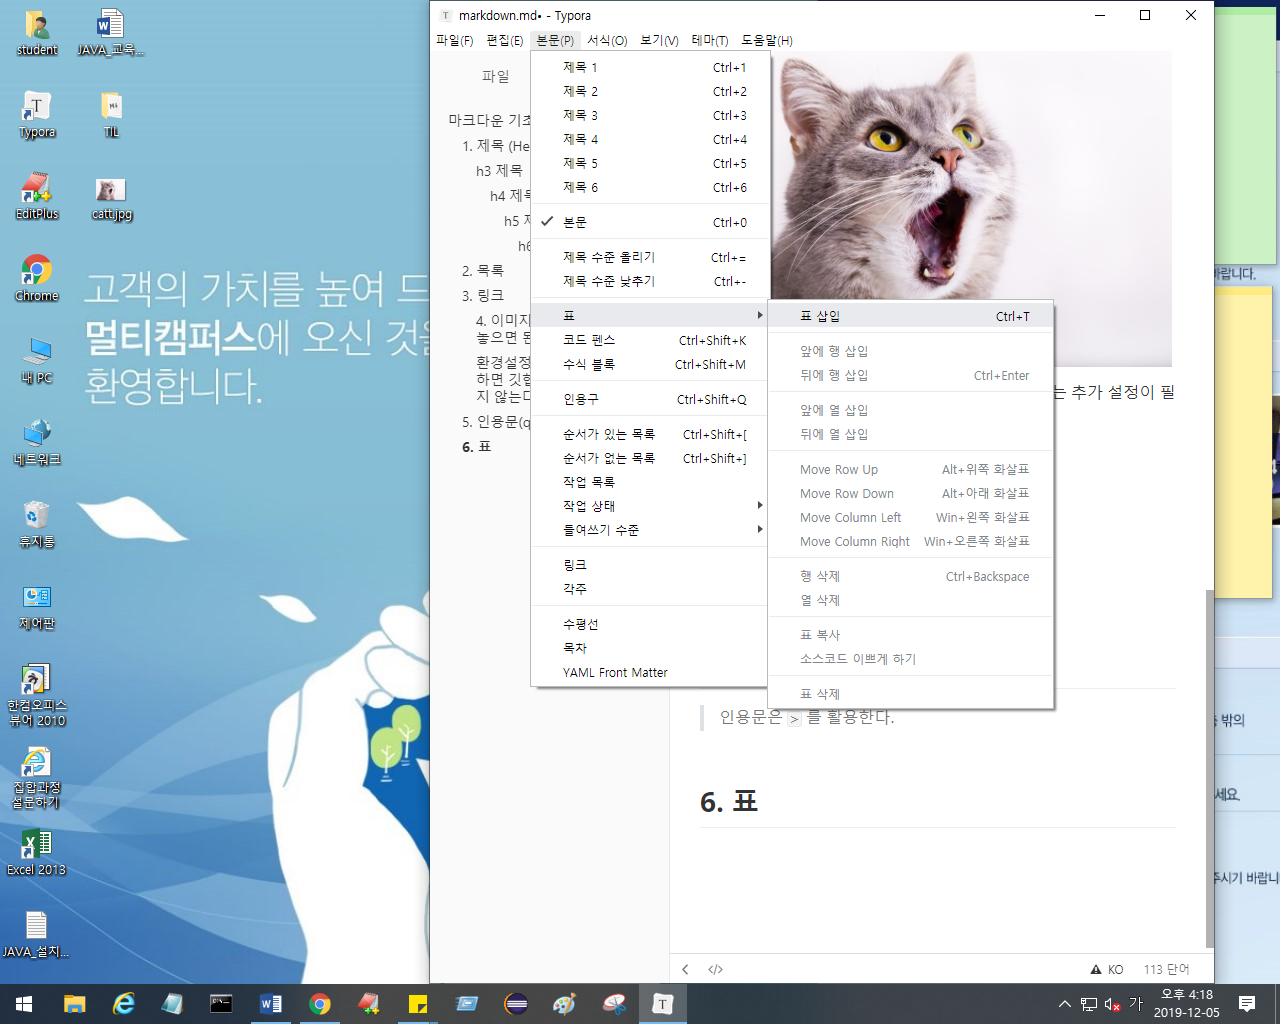 student
JAVA_교육...
Typora
TIL
EditPlus
catt.jpg
Chrome
내 PC
네트워크
휴지통
제어판
한컴오피스
뷰어 2010
집합과정
설문하기
Excel 2013
JAVA_설치...
고객의 가치를 높여 드
멀티캠퍼스에 오신 것을
환영합니다.
markdown.md• - Typora
파일(F) 편집(E) 본문(P) 서식(O) 보기(V) 테마(T) 도움말(H)
파일
마크다운 기초
1. 제목 (He
h3 제목
h4 제목
h5 제
h6
2. 목록
3. 링크
4. 이미지
놓으면 된
환경설정
하면 깃헙
지 않는다
5. 인용문(q
6. 표
제목 1 Ctrl+1
제목 2 Ctrl+2
제목 3 Ctrl+3
제목 4 Ctrl+4
제목 5 Ctrl+5
제목 6 Ctrl+6
본문 Ctrl+0
제목 수준 올리기 Ctrl+=
제목 수준 낮추기 Ctrl+-
표
코드 펜스 Ctrl+Shift+K
수식 블록 Ctrl+Shift+M
인용구 Ctrl+Shift+Q
순서가 있는 목록 Ctrl+Shift+[
순서가 없는 목록 Ctrl+Shift+]
작업 목록
작업 상태
들여쓰기 수준
링크
각주
수평선
목차
YAML Front Matter
표 삽입 Ctrl+T
앞에 행 삽입
뒤에 행 삽입 Ctrl+Enter
앞에 열 삽입
뒤에 열 삽입
Move Row Up Alt+위쪽 화살표
Move Row Down Alt+아래 화살표
Move Column Left Win+왼쪽 화살표
Move Column Right Win+오른쪽 화살표
행 삭제 Ctrl+Backspace
열 삭제
표 복사
소스코드 이쁘게 하기
표 삭제
는 추가 설정이 필
인용문은 > 를 활용한다.
6. 표
KO 113 단어
바랍니다.
밖의
세요.
주시기 바랍니
가
오후 4:18
2019-12-05